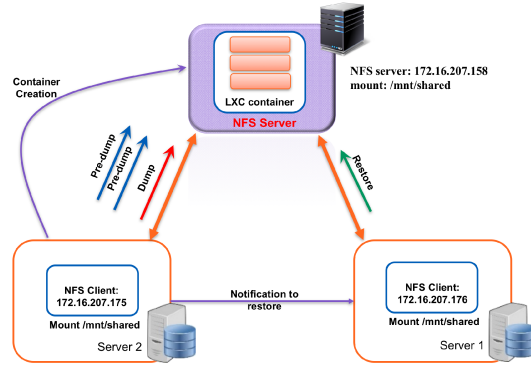 Container
Creation
LXC container
NFS Server
NFS server: 172.16.207.158
mount: /mnt/shared
Pre-dump
Pre-dump
Dump
Restore
NFS Client:
172.16.207.175
Mount /mnt/shared
Server 2
Notification to
restore
NFS Client:
172.16.207.176
Mount /mnt/shared
Server 1